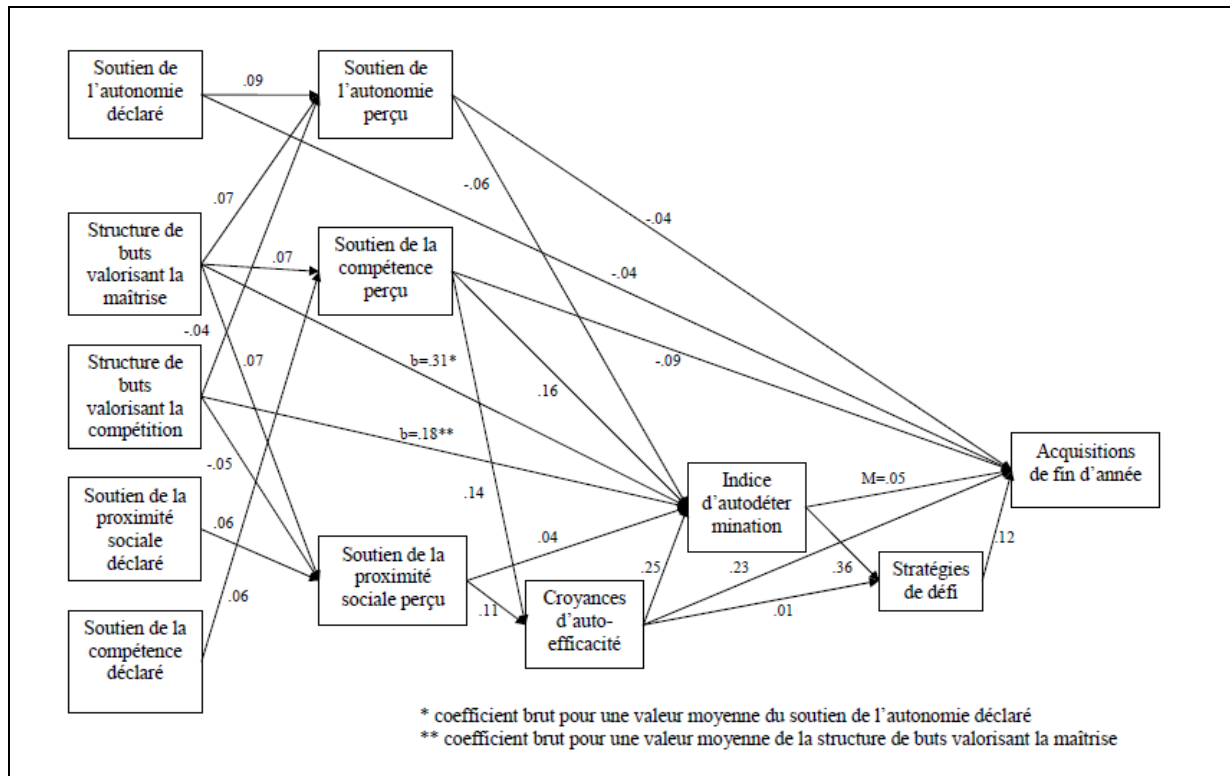 Soutien de
l'autonomie
déclaré
.09
Soutien de
l'autonomie
perçu
.07
-.06
-.04
Structure de
buts
valorisant la
maîtrise
.07
Soutien de la
compétence
perçu
-.04
-.04
.07
b=.31*
-.09
Structure de
buts
valorisant la
compétition
.16
b=.18**
-.05
.14
Acquisitions
de fin d'année
Indice
d'autodéter
mination
M=.05
Soutien de la
proximité
sociale
déclaré
.06
Soutien de la
proximité
sociale perçu
.04
.12
.25
.23
.36
Stratégies
de défi
.06
.11
Croyances
d'auto-
efficacité
.01
Soutien de la
compétence
déclaré
* coefficient brut pour une valeur moyenne du soutien de l'autonomie déclaré
** coefficient brut pour une valeur moyenne de la structure de buts valorisant la maîtrise